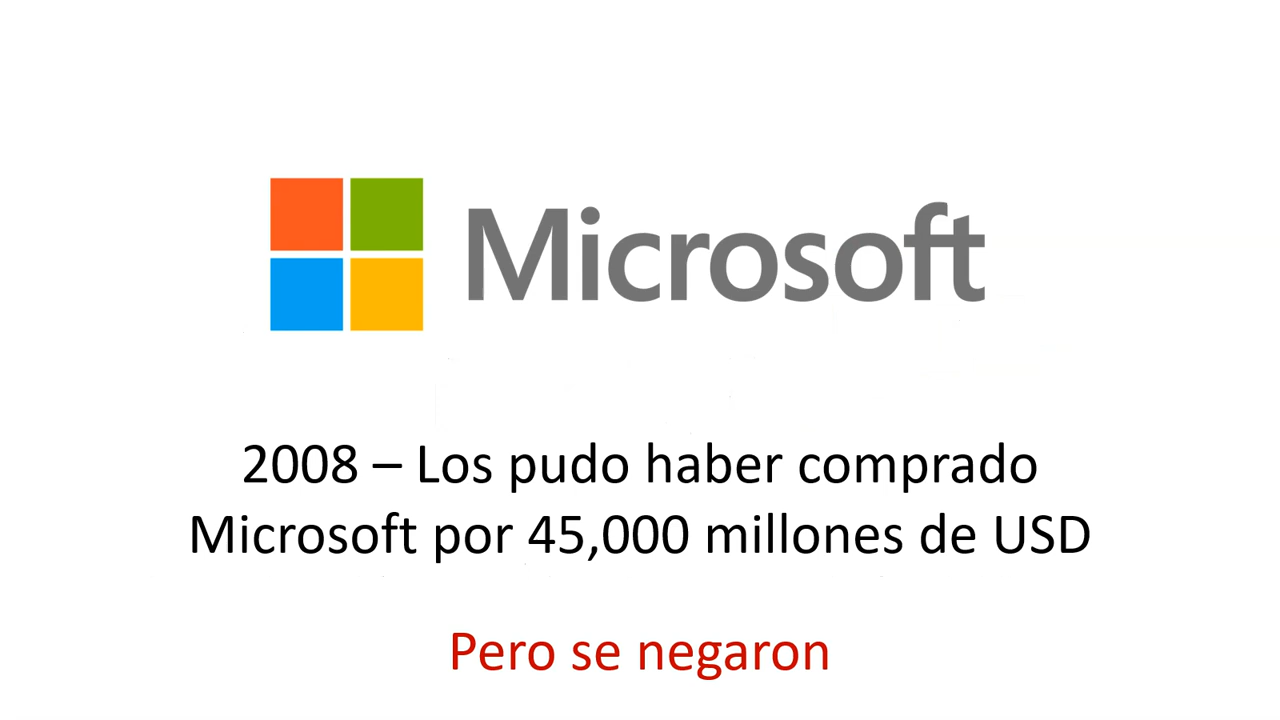 Microsoft
2008 – Los pudo haber comprado
Microsoft por 45,000 millones de USD
Pero se negaron